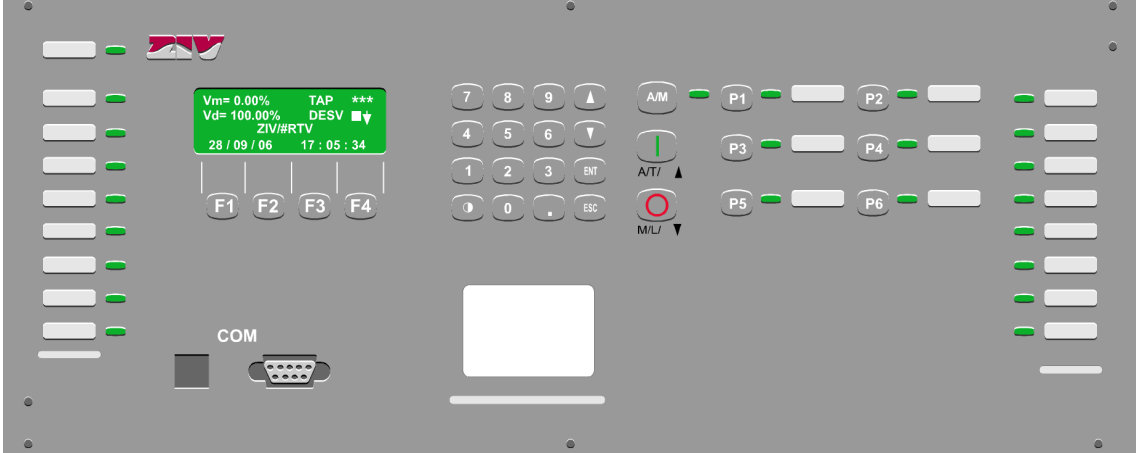 ZIV
Vm= 0.00% TAP ***
Vd= 100.00% DESV
ZIV/#RTV
28 / 09 / 06 17 : 05 : 34
F1 F2 F3 F4
7 8 9
4 5 6
1 2 3 ENT
0 . ESC
A/M P1 P2
P3 P4
A/T/
P5 P6
M/L/
COM